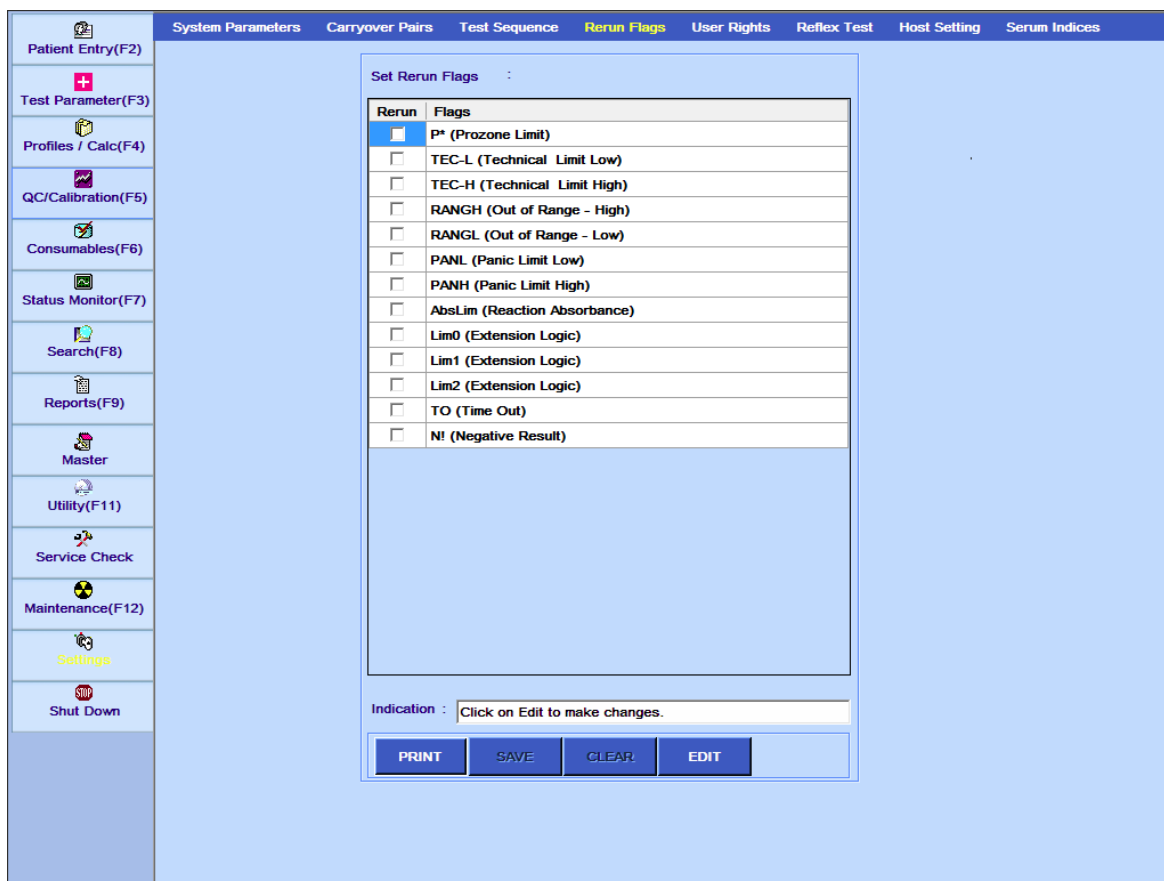 System Parameters Carryover Pairs Test Sequence Rerun Flags User Rights Reflex Test Host Setting Serum Indices
Patient Entry(F2)
Test Parameter(F3)
Profiles / Calc(F4)
QC/Calibration(F5)
Consumables(F6)
Status Monitor(F7)
Search(F8)
Reports(F9)
Master
Utility(F11)
Service Check
Maintenance(F12)
Settings
STOP
Shut Down
Set Rerun Flags :
Rerun Flags
P* (Prozone Limit)
TEC-L (Technical Limit Low)
TEC-H (Technical Limit High)
RANGH (Out of Range - High)
RANGL (Out of Range - Low)
PANL (Panic Limit Low)
PANH (Panic Limit High)
AbsLim (Reaction Absorbance)
Lim0 (Extension Logic)
Lim1 (Extension Logic)
Lim2 (Extension Logic)
TO (Time Out)
N! (Negative Result)
Indication : Click on Edit to make changes.
PRINT SAVE CLEAR EDIT